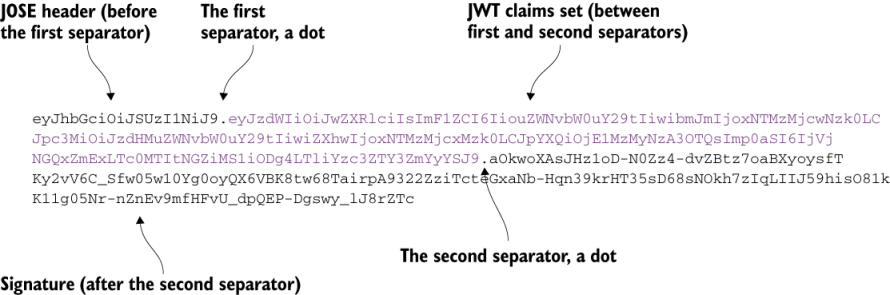 JOSE header (before
the first separator)
The first
separator, a dot
JWT claims set (between
first and second separators)
eyJhbGciOiJSUzI1NiJ9.eyJzdWIiOiJwZXRlciIsImF1ZCI6IiouZWNvbW0uY29tIiwibmJmIjoxNTMzMjcwNzk0LC
Jpc3MiOiJzdHMuZWNvbW0uY29tIiwiZXhwIjoxNTMzMjcxMzk0LCJpYXQiOjE1MzMyNzA3OTQsImp0aSI6IjVj
NGQxZmExLTc0MTItNGZiMS1iODg4LTliYzc3ZTY3ZmYyYSJ9.aOkwoXAsJHz1oD-N0Zz4-dvZBtz7oaBXyoysfT
Ky2vV6C_Sfw05w10Yg0oyQX6VBK8tw68TairpA9322ZziTcteGxaNb-Hqn39krHT35sD68sNOkh7zIqLIIJ59hisO81k
K11g05Nr-nZnEv9mfHFvU_dpQEP-Dgswy_lJ8rZTc
The second separator, a dot
Signature (after the second separator)